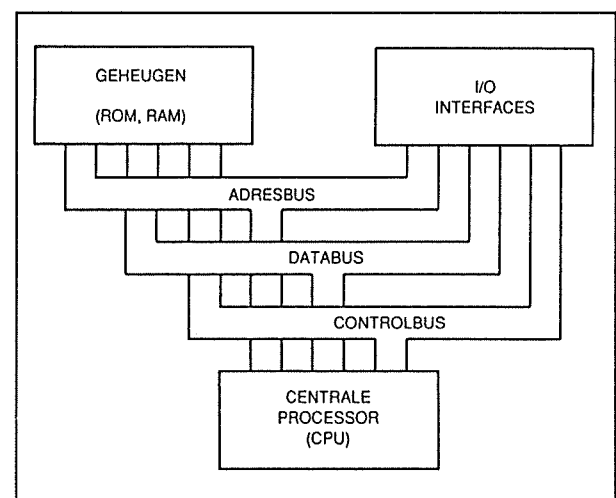 GEHEUGEN
(ROM, RAM)
I/O
INTERFACES
ADRESBUS
DATABUS
CONTROLBUS
CENTRALE
PROCESSOR
(CPU)